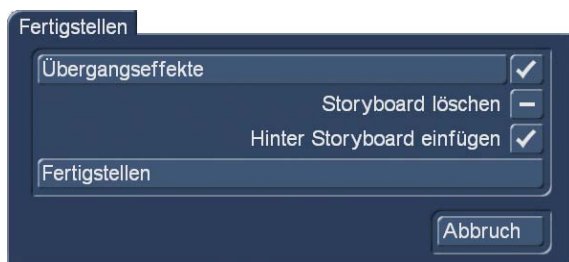 Fertigstellen
Übergangseffekte
Storyboard löschen
Hinter Storyboard einfügen
Fertigstellen
Abbruch